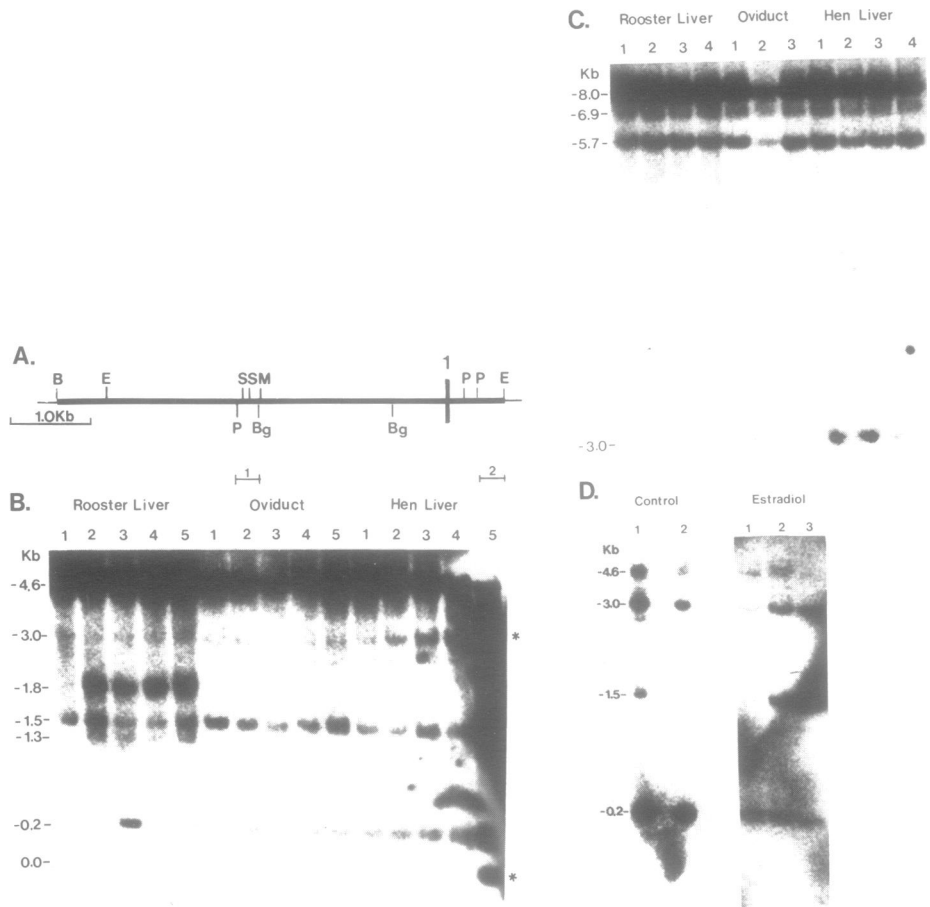 A.
B E SSM 1 P P E
1.0Kb P Bg Bg
1 2
B.
Rooster Liver Oviduct Hen Liver
1 2 3 4 5 1 2 3 4 5 1 2 3 4 5
Kb
-4.6-
-3.0- *
-1.8-
-1.5-
-1.3-
-0.2-
0.0- *
C.
Rooster Liver Oviduct Hen Liver
1 2 3 4 1 2 3 1 2 3 4
Kb
-8.0-
-6.9-
-5.7-
-3.0-
D.
Control Estradiol
1 2 1 2 3
Kb
-4.6-
-3.0-
-1.5-
-0.2-